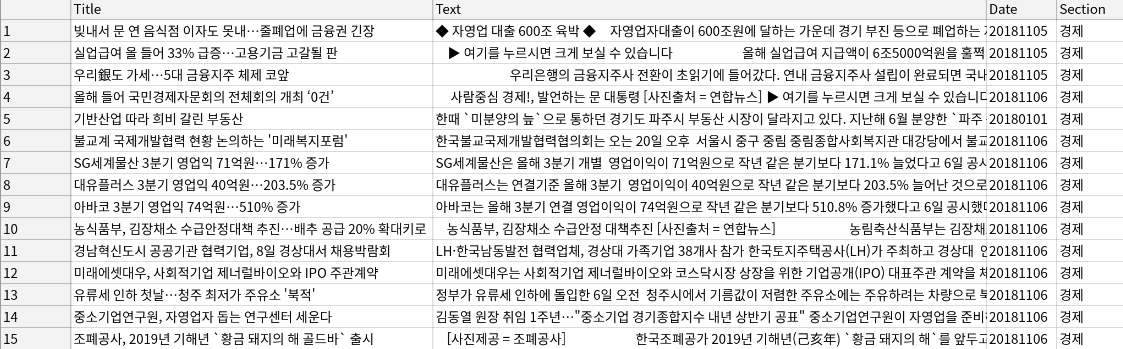 Title Text Date Section
1 빚내서 문 연 음식점 이자도 못내…줄폐업에 금융권 긴장 ◆ 자영업 대출 600조 육박 ◆ 자영업자대출이 600조원에 달하는 가운데 경기 부진 등으로 폐업하는 20181105 경제
2 실업급여 올 들어 33% 급증…고용기금 고갈될 판 ▶ 여기를 누르시면 크게 보실 수 있습니다 올해 실업급여 지급액이 6조5000억원을 훌쩍 20181105 경제
3 우리銀도 가세…5대 금융지주 체제 코앞 우리은행의 금융지주사 전환이 초읽기에 들어갔다. 연내 금융지주사 설립이 완료되면 국내 20181105 경제
4 올해 들어 국민경제자문회의 전체회의 개최 ‘0건’ 사람중심 경제!, 발언하는 문 대통령 [사진출처 = 연합뉴스] ▶ 여기를 누르시면 크게 보실 수 있습니다 20181105 경제
5 기반산업 따라 희비 갈린 부동산 한때 `미분양의 늪`으로 통하던 경기도 파주시 부동산 시장이 달라지고 있다. 지난해 6월 분양한 `파주 20180101 경제
6 불교계 국제개발협력 현황 논의하는 '미래복지포럼' 한국불교국제개발협력협의회는 오는 20일 오후 서울시 중구 중림 중림종합사회복지관 대강당에서 불교 20181106 경제
7 SG세계물산 3분기 영업익 71억원…171% 증가 SG세계물산은 올해 3분기 개별 영업이익이 71억원으로 작년 같은 분기보다 171.1% 늘었다고 6일 공시 20181106 경제
8 대유플러스 3분기 영업익 40억원…203.5% 증가 대유플러스는 연결기준 올해 3분기 영업이익이 40억원으로 작년 같은 분기보다 203.5% 늘어난 것으로 20181106 경제
9 아바코 3분기 영업익 74억원…510% 증가 아바코는 올해 3분기 연결 영업이익이 74억원으로 작년 같은 분기보다 510.8% 증가했다고 6일 공시했다 20181106 경제
10 농식품부, 김장채소 수급안정대책 추진…배추 공급 20% 확대키로 농식품부, 김장채소 수급안정 대책추진 [사진출처 = 연합뉴스] 농림축산식품부는 김장채 20181106 경제
11 경남혁신도시 공공기관 협력기업, 8일 경상대서 채용박람회 LH·한국남동발전 협력업체, 경상대 가족기업 38개사 참가 한국토지주택공사(LH)가 주최하고 경상대 20181106 경제
12 미래에셋대우, 사회적기업 제너럴바이오와 IPO 주관계약 미래에셋대우는 사회적기업 제너럴바이오와 코스닥시장 상장을 위한 기업공개(IPO) 대표주관 계약을 체 20181106 경제
13 유류세 인하 첫날…청주 최저가 주유소 '북적' 정부가 유류세 인하에 돌입한 6일 오전 청주시에서 기름값이 저렴한 주유소에는 주유하려는 차량으로 20181106 경제
14 중소기업연구원, 자영업자 돕는 연구센터 세운다 김동열 원장 취임 1주년…"중소기업 경기종합지수 내년 상반기 공표" 중소기업연구원이 자영업을 준비 20181106 경제
15 조폐공사, 2019년 기해년 `황금 돼지의 해 골드바` 출시 [사진제공 = 조폐공사] 한국조폐공가 2019년 기해년(己亥年) `황금 돼지의 해`를 앞두고 20181106 경제